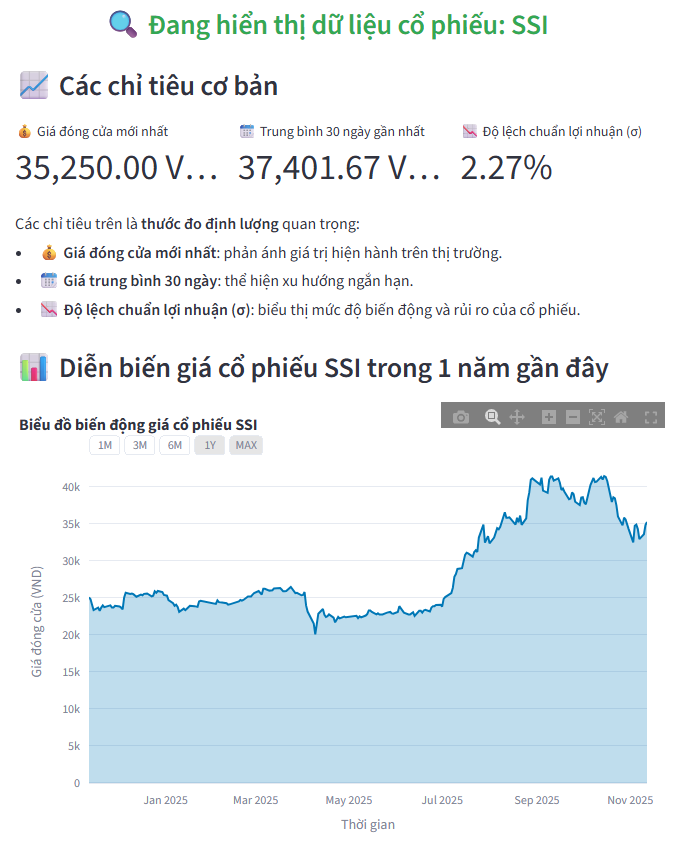 Đang hiển thị dữ liệu cổ phiếu: SSI
Các chỉ tiêu cơ bản
Giá đóng cửa mới nhất
Trung bình 30 ngày gần nhất
Độ lệch chuẩn lợi nhuận (σ)
35,250.00 V…
37,401.67 V…
2.27%
Các chỉ tiêu trên là thước đo định lượng quan trọng:
• Giá đóng cửa mới nhất: phản ánh giá trị hiện hành trên thị trường.
• Giá trung bình 30 ngày: thể hiện xu hướng ngắn hạn.
• Độ lệch chuẩn lợi nhuận (σ): biểu thị mức độ biến động và rủi ro của cổ phiếu.
Diễn biến giá cổ phiếu SSI trong 1 năm gần đây
Biểu đồ biến động giá cổ phiếu SSI
1M 3M 6M 1Y MAX
40k
35k
30k
25k
20k
15k
10k
5k
0
Giá đóng cửa (VND)
Jan 2025 Mar 2025 May 2025 Jul 2025 Sep 2025 Nov 2025
Thời gian